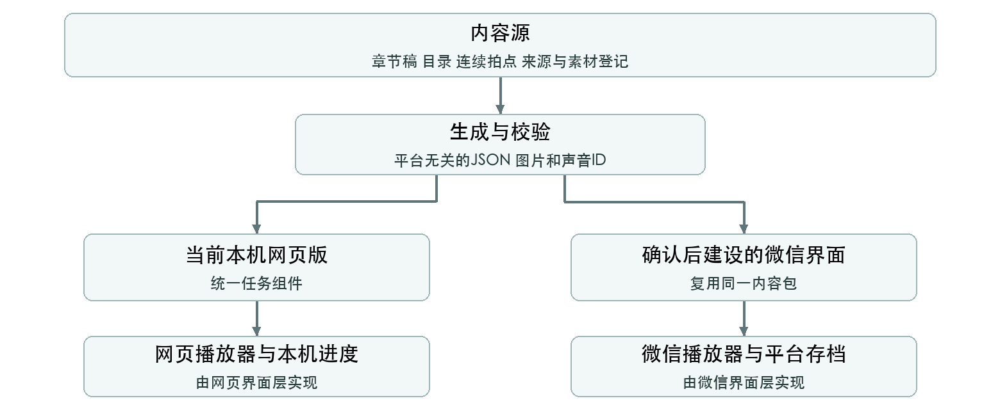 内容源
章节稿 目录 连续拍点 来源与素材登记
生成与校验
平台无关的JSON 图片和声音ID
当前本机网页版
统一任务组件
确认后建设的微信界面
复用同一内容包
网页播放器与本机进度
由网页界面层实现
微信播放器与平台存档
由微信界面层实现